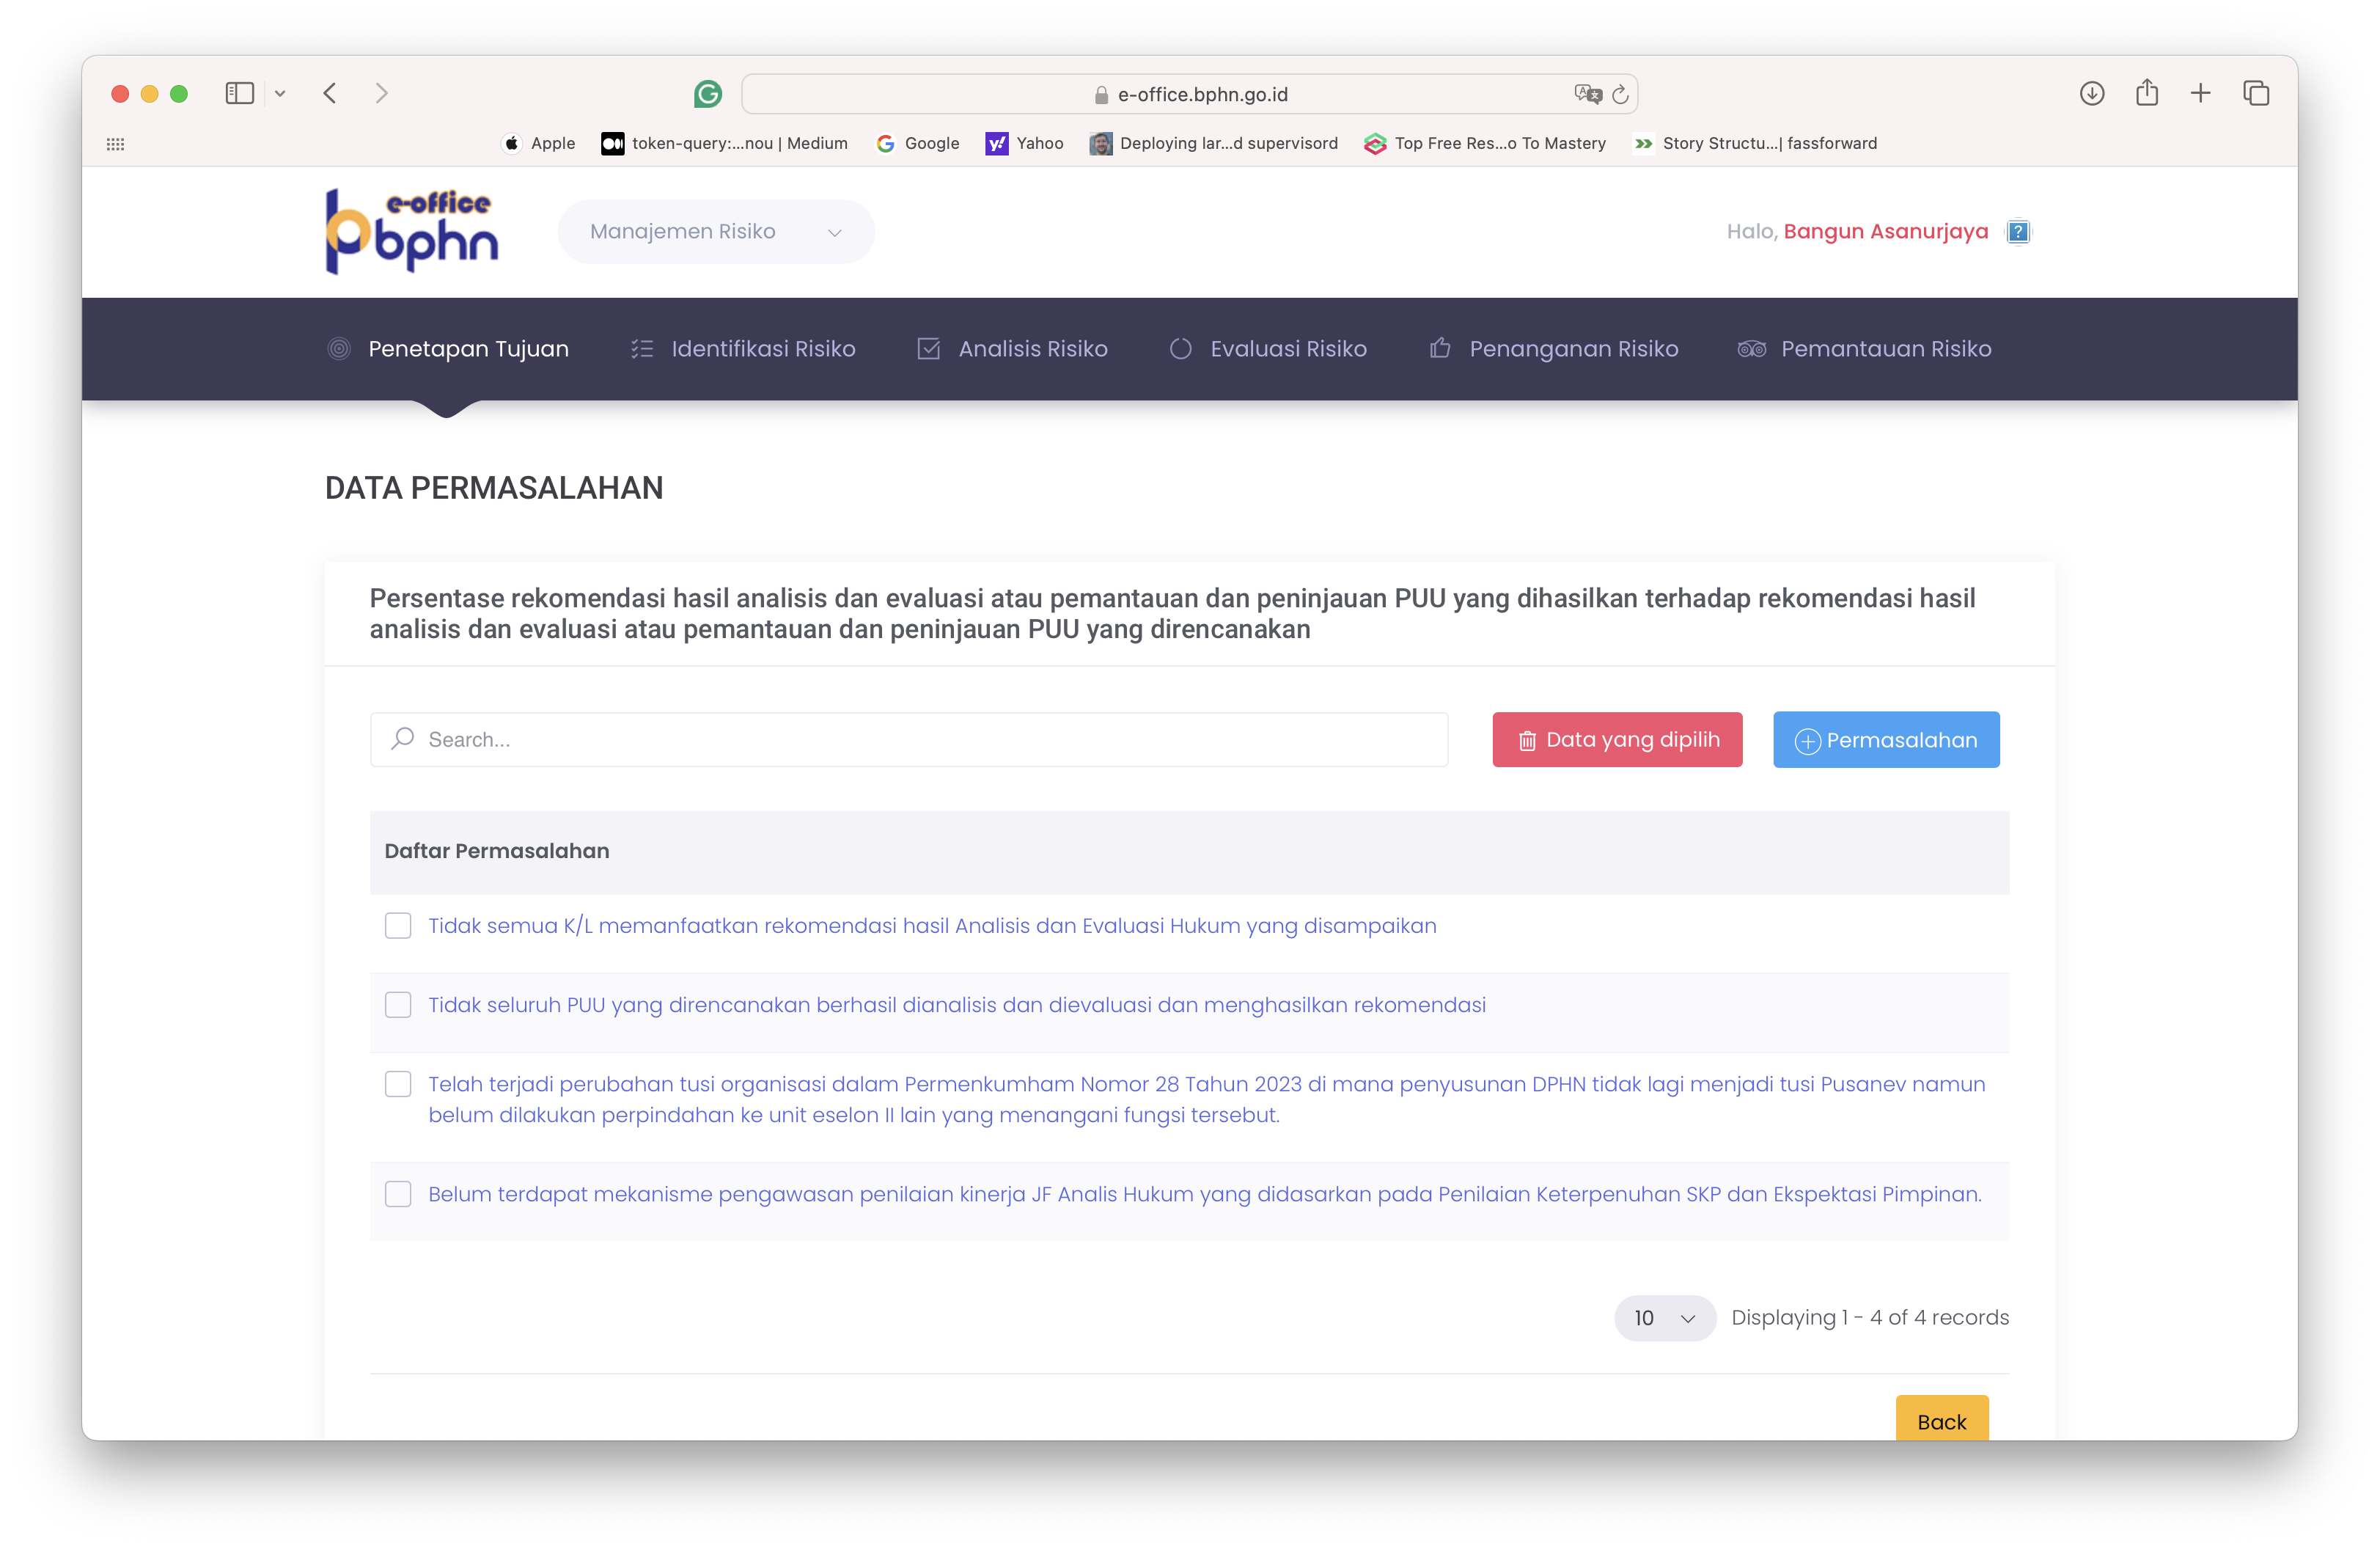 e-office.bphn.go.id
Apple
token-query:...nou | Medium
Google
Yahoo
Deploying lar...d supervisord
Top Free Res...o To Mastery
Story Structu...| fassforward
e-office
bphn
Manajemen Risiko
Halo, Bangun Asanurjaya
Penetapan Tujuan
Identifikasi Risiko
Analisis Risiko
Evaluasi Risiko
Penanganan Risiko
Pemantauan Risiko
DATA PERMASALAHAN
Persentase rekomendasi hasil analisis dan evaluasi atau pemantauan dan peninjauan PUU yang dihasilkan terhadap rekomendasi hasil
analisis dan evaluasi atau pemantauan dan peninjauan PUU yang direncanakan
Search...
Data yang dipilih
Permasalahan
Daftar Permasalahan
Tidak semua K/L memanfaatkan rekomendasi hasil Analisis dan Evaluasi Hukum yang disampaikan
Tidak seluruh PUU yang direncanakan berhasil dianalisis dan dievaluasi dan menghasilkan rekomendasi
Telah terjadi perubahan tusi organisasi dalam Permenkumham Nomor 28 Tahun 2023 di mana penyusunan DPHN tidak lagi menjadi tusi Pusanev namun
belum dilakukan perpindahan ke unit eselon II lain yang menangani fungsi tersebut.
Belum terdapat mekanisme pengawasan penilaian kinerja JF Analis Hukum yang didasarkan pada Penilaian Keterpenuhan SKP dan Ekspektasi Pimpinan.
10
Displaying 1 - 4 of 4 records
Back